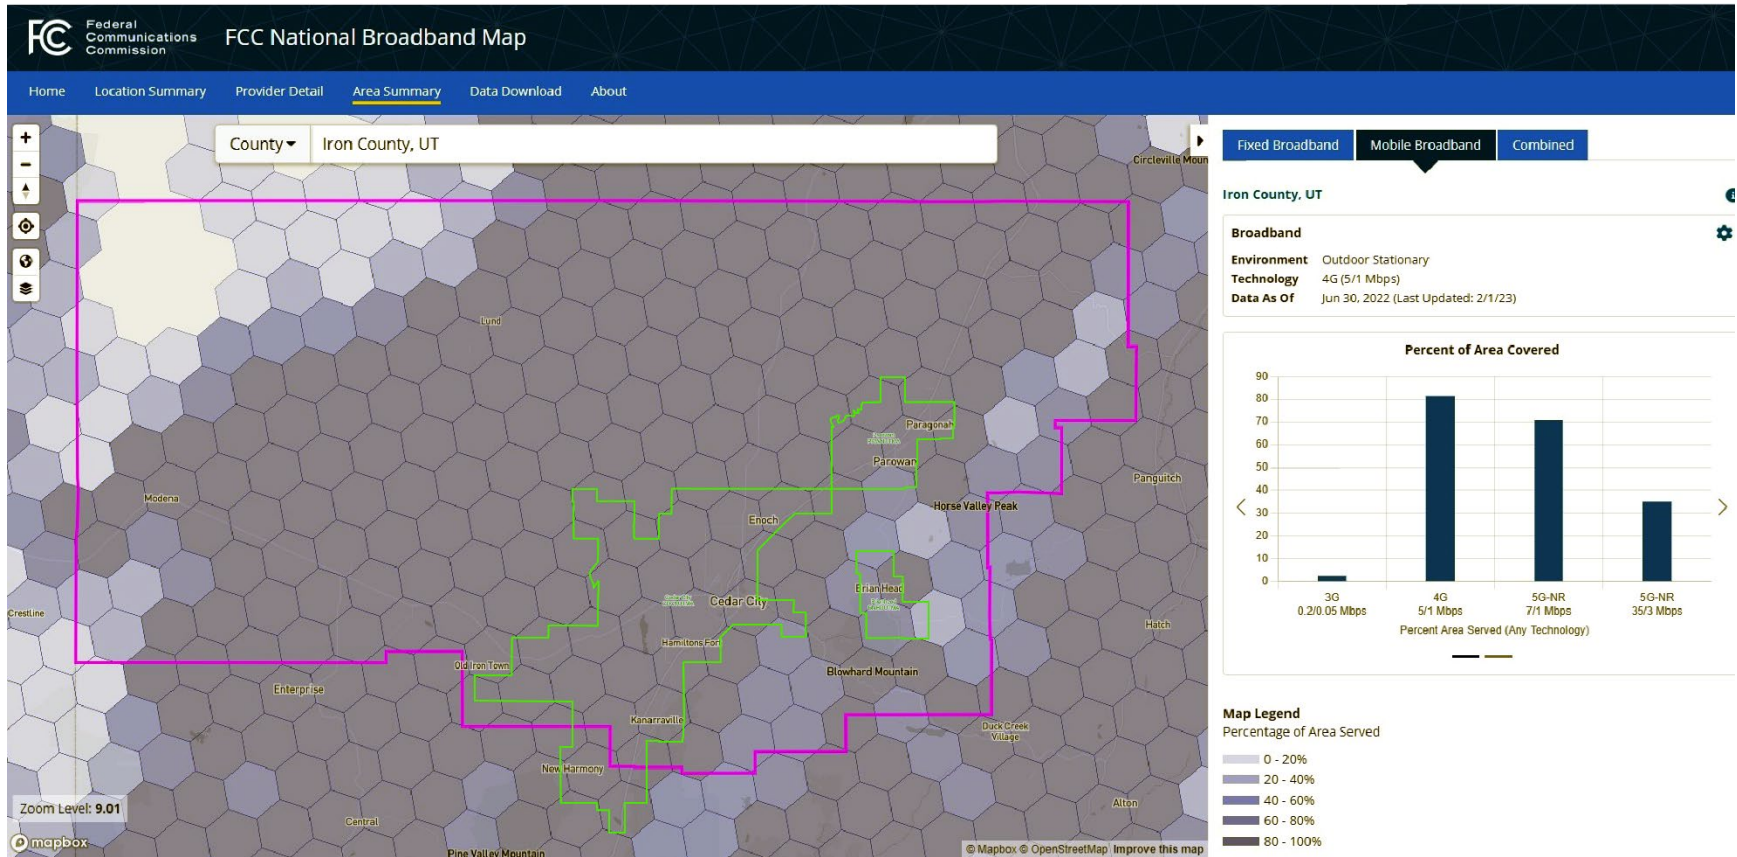 FCC Federal
Communications
Commission
FCC National Broadband Map
Home Location Summary Provider Detail Area Summary Data Download About
County Iron County, UT
Circleville Moun
Lund
Paragonah
Parowan
Panguitch
Modena
Horse Valley Peak
Enoch
Brian Head
Cedar City
Crestline
Hatch
Hamiltons Fort
Old Iron Town
Blowhard Mountain
Enterprise
Kanarraville
Duck Creek
Village
New Harmony
Alton
Central
Pine Valley Mountain
Zoom Level: 9.01
mapbox
© Mapbox © OpenStreetMap Improve this map
Fixed Broadband Mobile Broadband Combined
Iron County, UT
Broadband
Environment Outdoor Stationary
Technology 4G (5/1 Mbps)
Data As Of Jun 30, 2022 (Last Updated: 2/1/23)
Percent of Area Covered
90
80
70
60
50
40
30
20
10
0
3G 4G 5G-NR 5G-NR
0.2/0.05 Mbps 5/1 Mbps 7/1 Mbps 35/3 Mbps
Percent Area Served (Any Technology)
Map Legend
Percentage of Area Served
0 - 20%
20 - 40%
40 - 60%
60 - 80%
80 - 100%